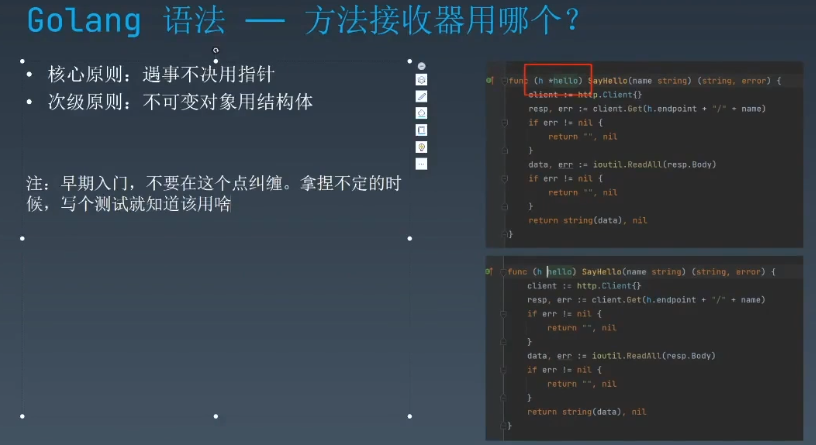 Golang 语法 —— 方法接收器用哪个？
• 核心原则：遇事不决用指针
• 次级原则：不可变对象用结构体
注：早期入门，不要在这个点纠缠。拿捏不定的时
候，写个测试就知道该用啥
func (h *hello) SayHello(name string) (string, error) {
client := http.Client{}
resp, err := client.Get(h.endpoint + "/" + name)
if err != nil {
return "", nil
}
data, err := ioutil.ReadAll(resp.Body)
if err != nil {
return "", nil
}
return string(data), nil
}
func (h hello) SayHello(name string) (string, error) {
client := http.Client{}
resp, err := client.Get(h.endpoint + "/" + name)
if err != nil {
return "", nil
}
data, err := ioutil.ReadAll(resp.Body)
if err != nil {
return "", nil
}
return string(data), nil
}